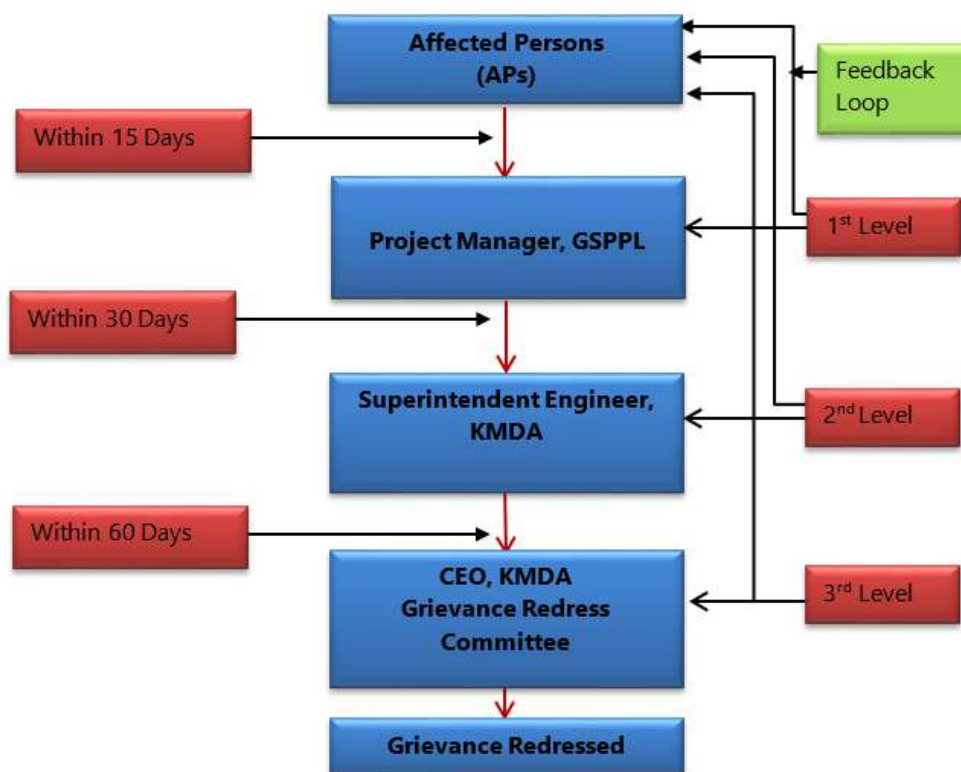 Affected Persons
(APs)
Feedback
Loop
Within 15 Days
1st Level
Project Manager, GSPPL
Within 30 Days
Superintendent Engineer,
KMDA
2nd Level
Within 60 Days
CEO, KMDA
Grievance Redress
Committee
3rd Level
Grievance Redressed